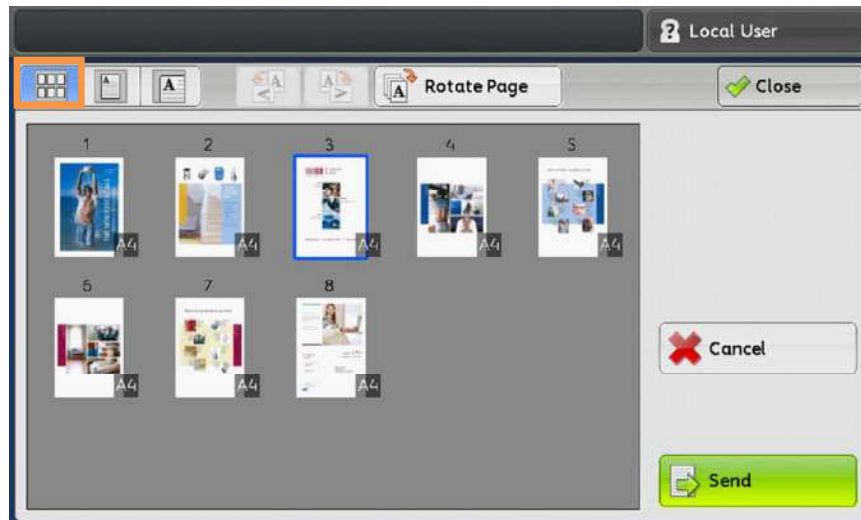 Local User
A
A
A
A
A
Rotate Page
Close
1 2 3 4 5
A4 A4 A4 A4 A4
6 7 8
A4 A4 A4
Cancel
Send